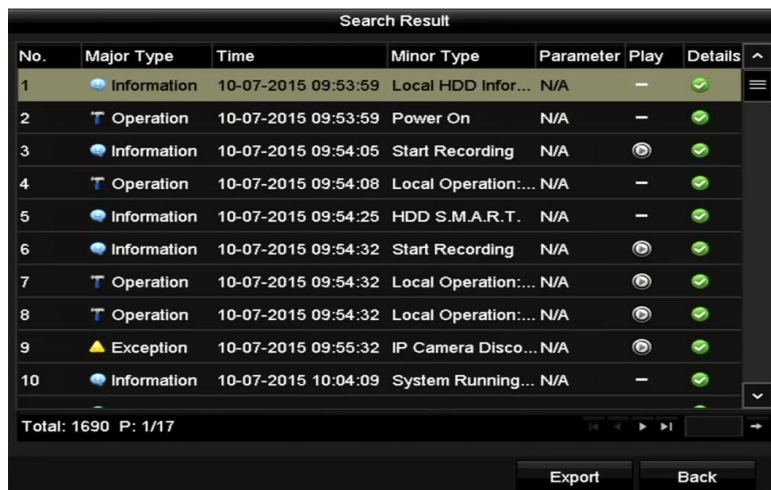 Search Result
No. Major Type Time Minor Type Parameter Play Details
1 Information 10-07-2015 09:53:59 Local HDD Infor... N/A –
2 Operation 10-07-2015 09:53:59 Power On N/A –
3 Information 10-07-2015 09:54:05 Start Recording N/A
4 Operation 10-07-2015 09:54:08 Local Operation:... N/A –
5 Information 10-07-2015 09:54:25 HDD S.M.A.R.T. N/A –
6 Information 10-07-2015 09:54:32 Start Recording N/A
7 Operation 10-07-2015 09:54:32 Local Operation:... N/A
8 Operation 10-07-2015 09:54:32 Local Operation:... N/A
9 Exception 10-07-2015 09:55:32 IP Camera Disco... N/A
10 Information 10-07-2015 10:04:09 System Running... N/A –
Total: 1690 P: 1/17
Export Back